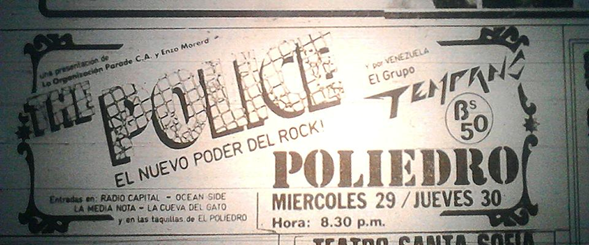 una presentación de
La Organización Parade C.A. y Enzo Morera -
THE POLICE
EL NUEVO PODER DEL ROCK!
y por VENEZUELA
El Grupo
TEMPANO
Bs
50
POLIEDRO
MIERCOLES 29 / JUEVES 30
Hora: 8.30 p.m.
Entradas en: RADIO CAPITAL - OCEAN SIDE
LA MEDIA NOTA - LA CUEVA DEL GATO
y en las taquillas de EL POLIEDRO
TEATRO SANTA SOFIA